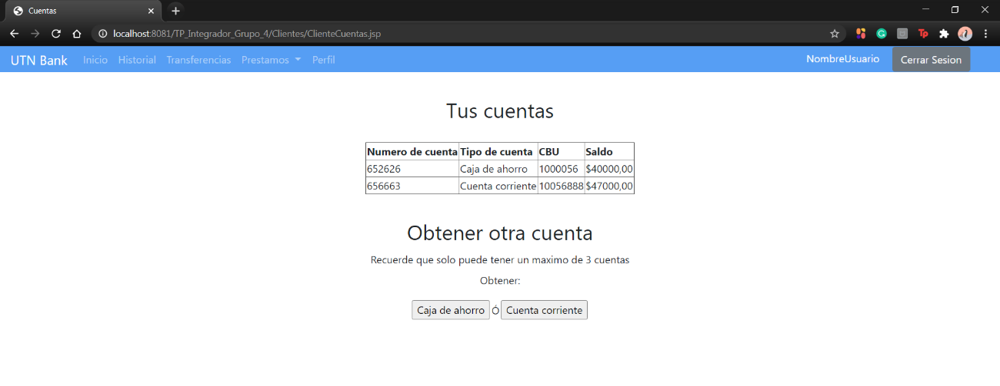 Cuentas
localhost:8081/TP_Integrador_Grupo_4/Clientes/ClienteCuentas.jsp
UTN Bank Inicio Historial Transferencias Prestamos Perfil NombreUsuario Cerrar Sesion
Tus cuentas
Numero de cuenta Tipo de cuenta CBU Saldo
652626 Caja de ahorro 1000056 $40000,00
656663 Cuenta corriente 10056888 $47000,00
Obtener otra cuenta
Recuerde que solo puede tener un maximo de 3 cuentas
Obtener:
Caja de ahorro Ó Cuenta corriente